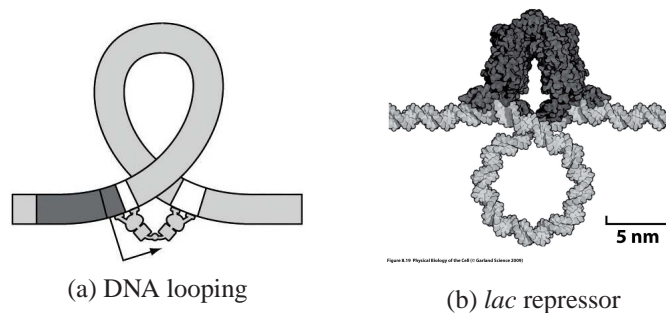 5 nm
Figure 8.19 Physical Biology of the Cell (© Garland Science 2009)
(a) DNA looping
(b) lac repressor